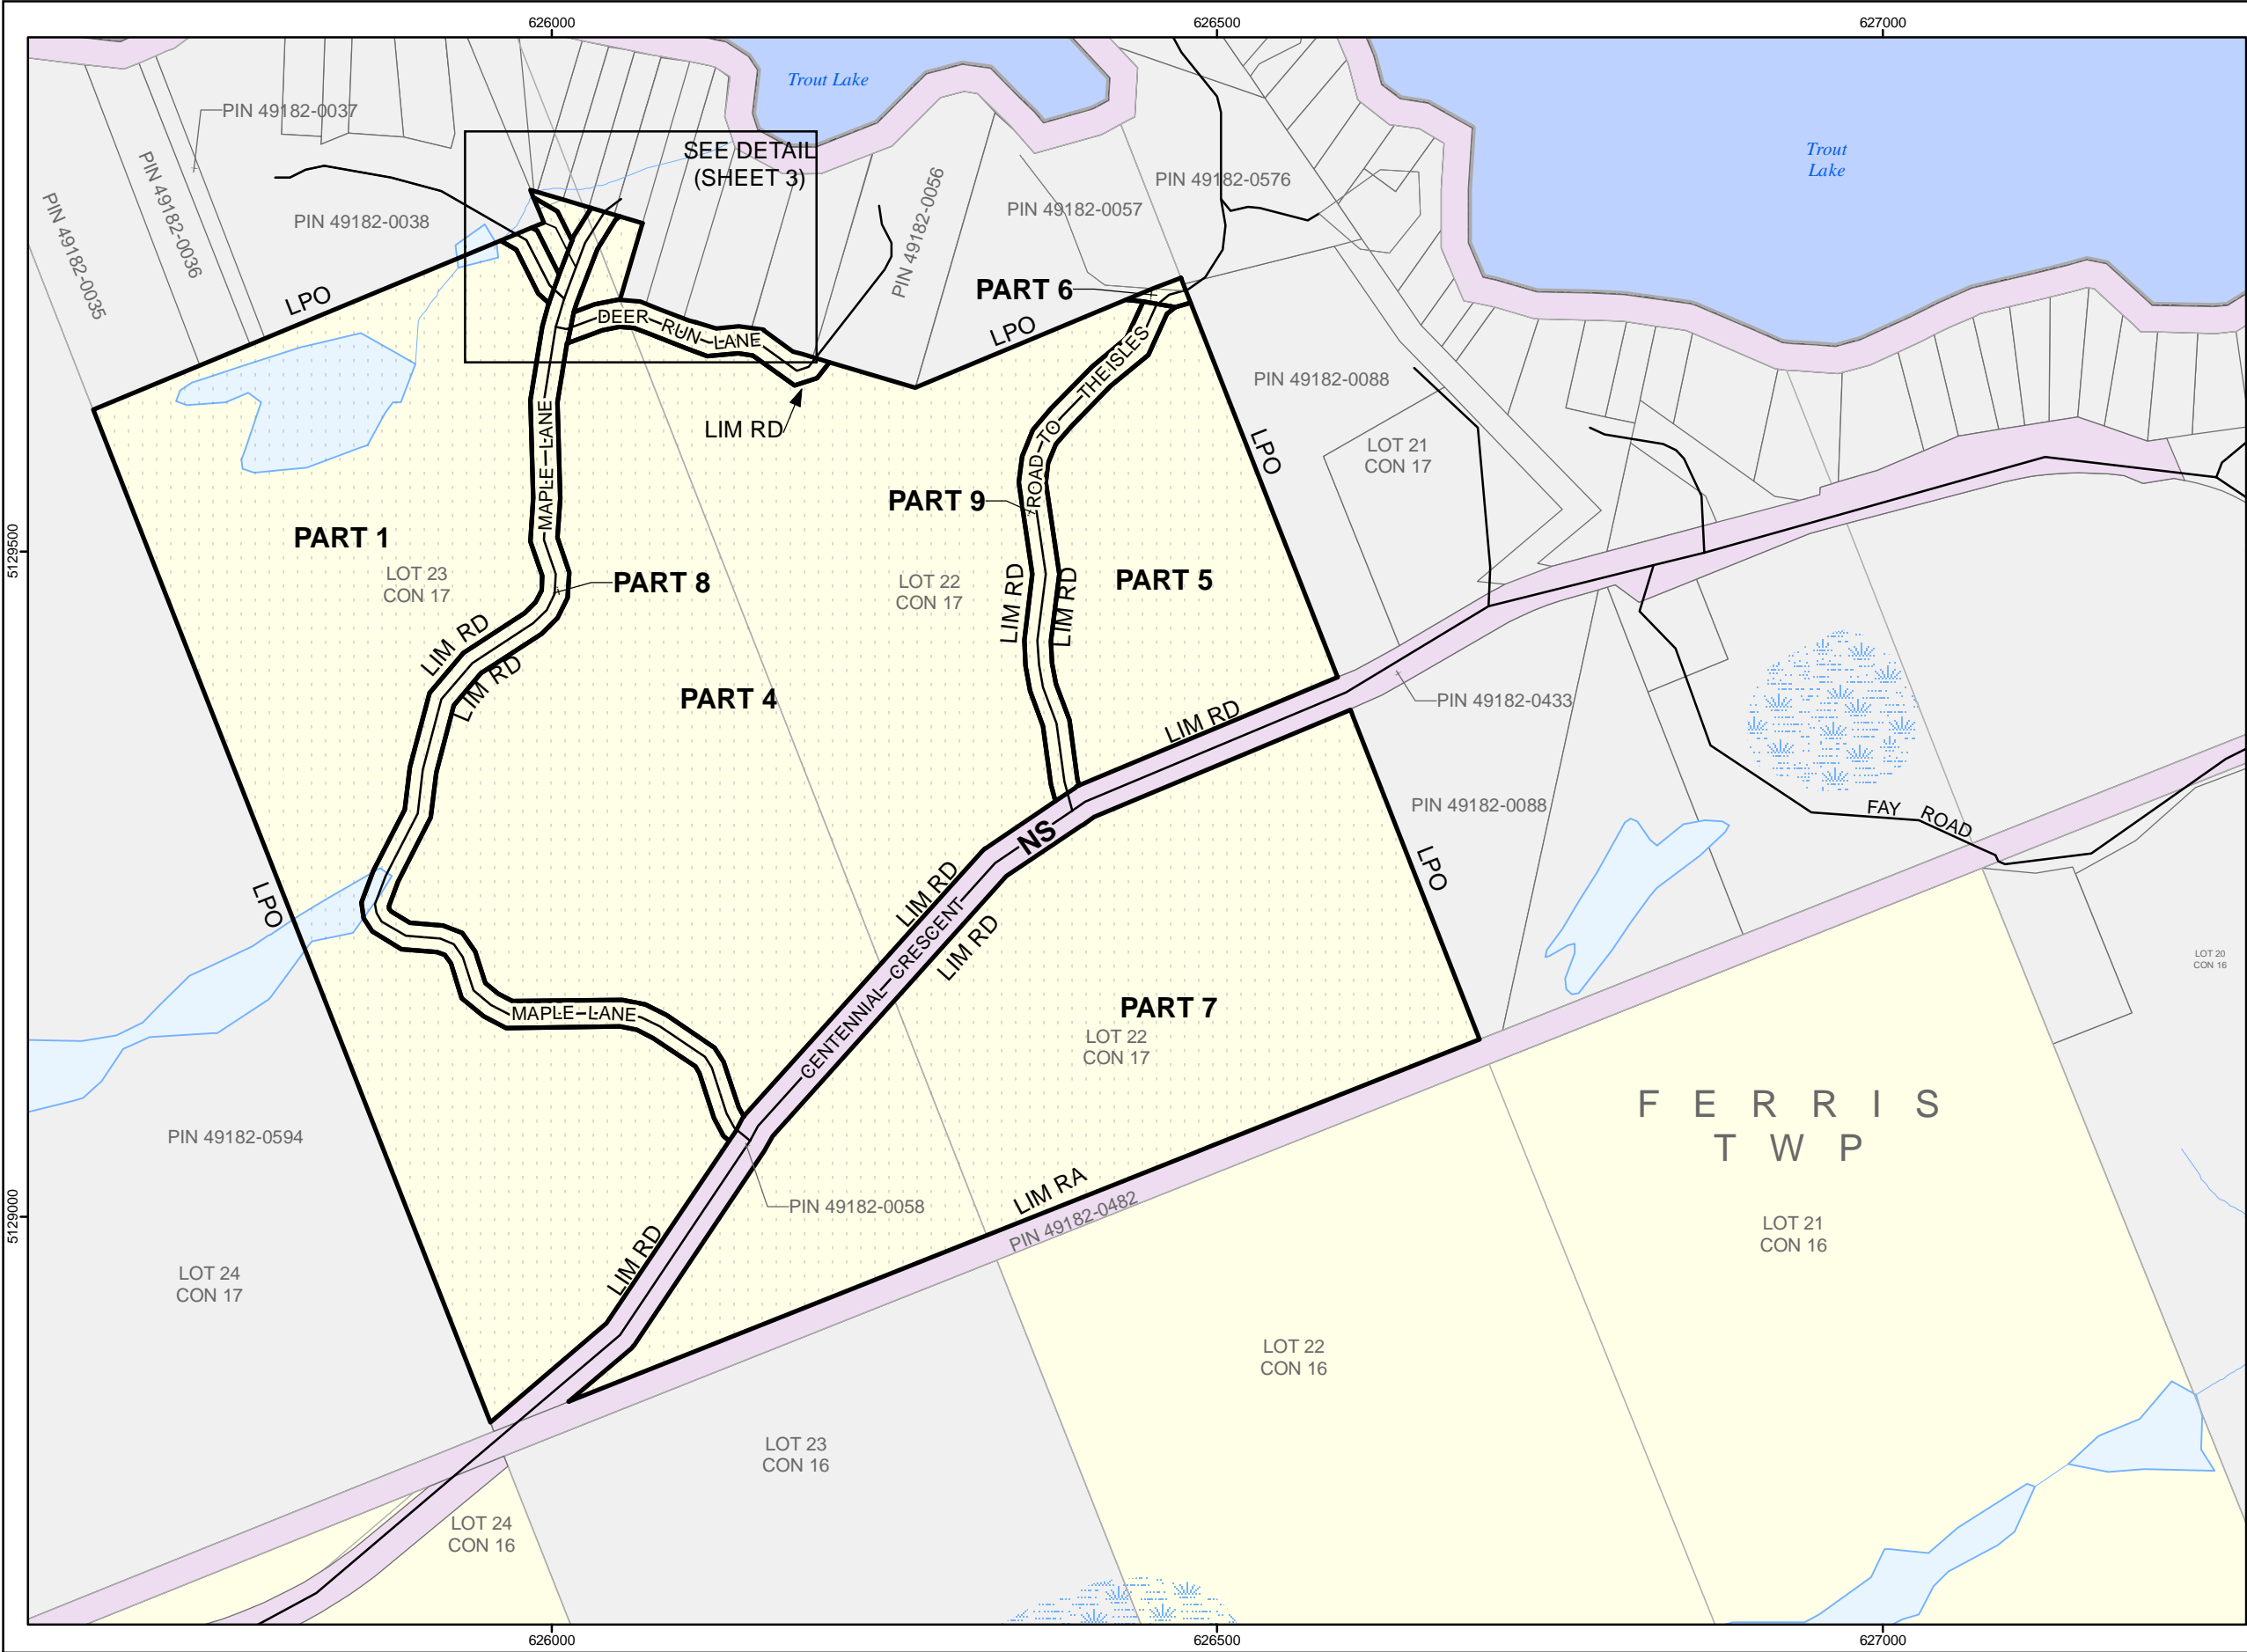 626000
626500
627000
Trout Lake
PIN 49182-0037
SEE DETAIL
(SHEET 3)
Trout
Lake
PIN 49182-0036
PIN 49182-0035
PIN 49182-0038
PIN 49182-0056
PIN 49182-0057
PIN 49182-0576
PART 6
LPO
LPO
DEER RUN LANE
THE ISLES
ROAD TO
PIN 49182-0088
LIM RD
LPO
LOT 21
CON 17
MAPLE LANE
PART 9
5129500
PART 1
LOT 23
CON 17
PART 8
LOT 22
CON 17
LIM RD
LIM RD
PART 5
LIM RD
LIM RD
PART 4
LIM RD
PIN 49182-0433
PIN 49182-0088
FAY ROAD
NS
LPO
LPO
LIM RD
LIM RD
CENTENNIAL CRESCENT
MAPLE LANE
PART 7
LOT 22
CON 17
LOT 20
CON 16
FERRIS
TWP
PIN 49182-0594
LIM RA
PIN 49182-0482
PIN 49182-0058
5129000
LIM RD
LOT 21
CON 16
LOT 24
CON 17
LOT 22
CON 16
LOT 23
CON 16
LOT 24
CON 16
626000
626500
627000